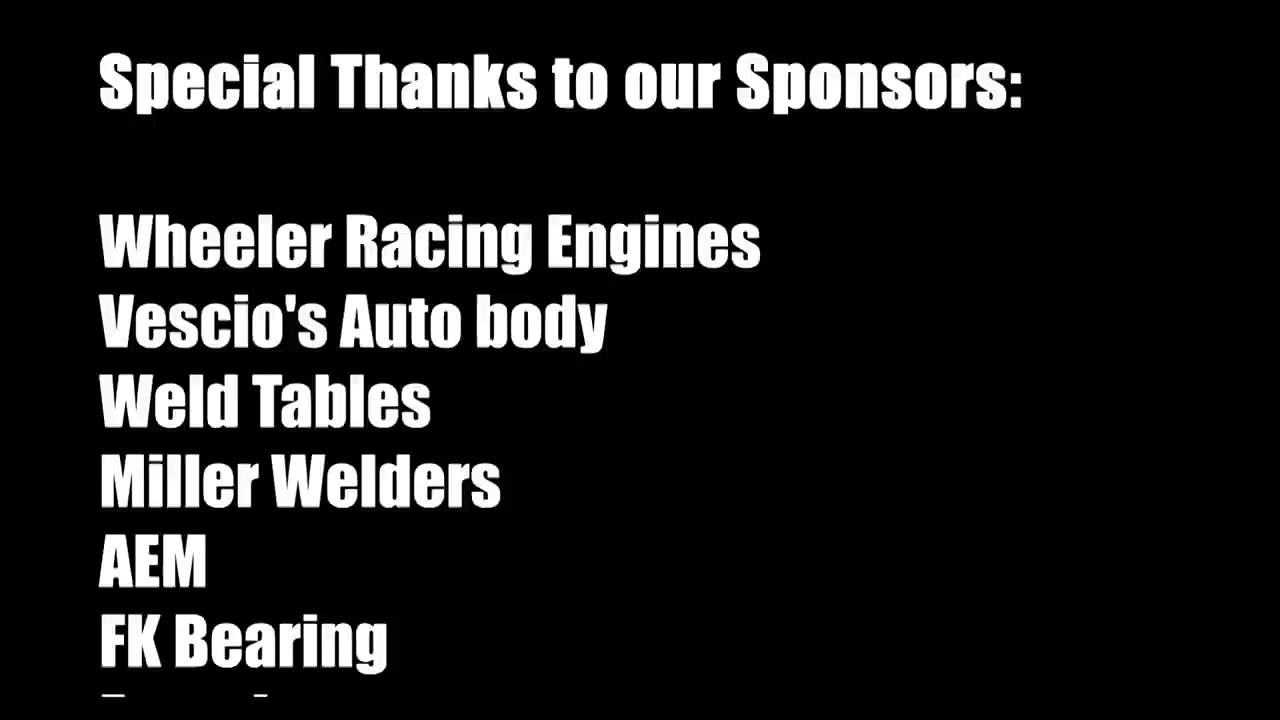 Special Thanks to our Sponsors:
Wheeler Racing Engines
Vescio's Auto body
Weld Tables
Miller Welders
AEM
FK Bearing